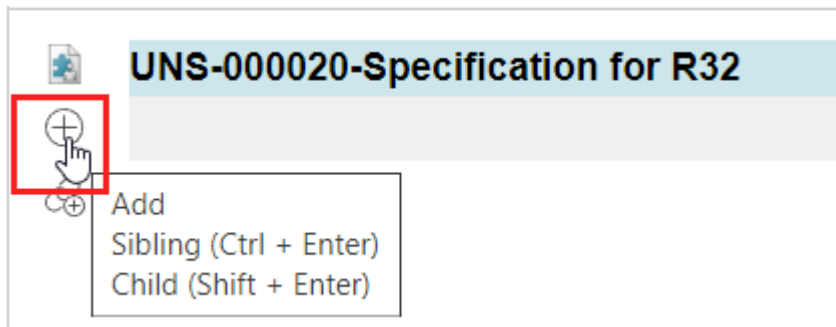 UNS-000020-Specification for R32
Add
Sibling (Ctrl + Enter)
Child (Shift + Enter)